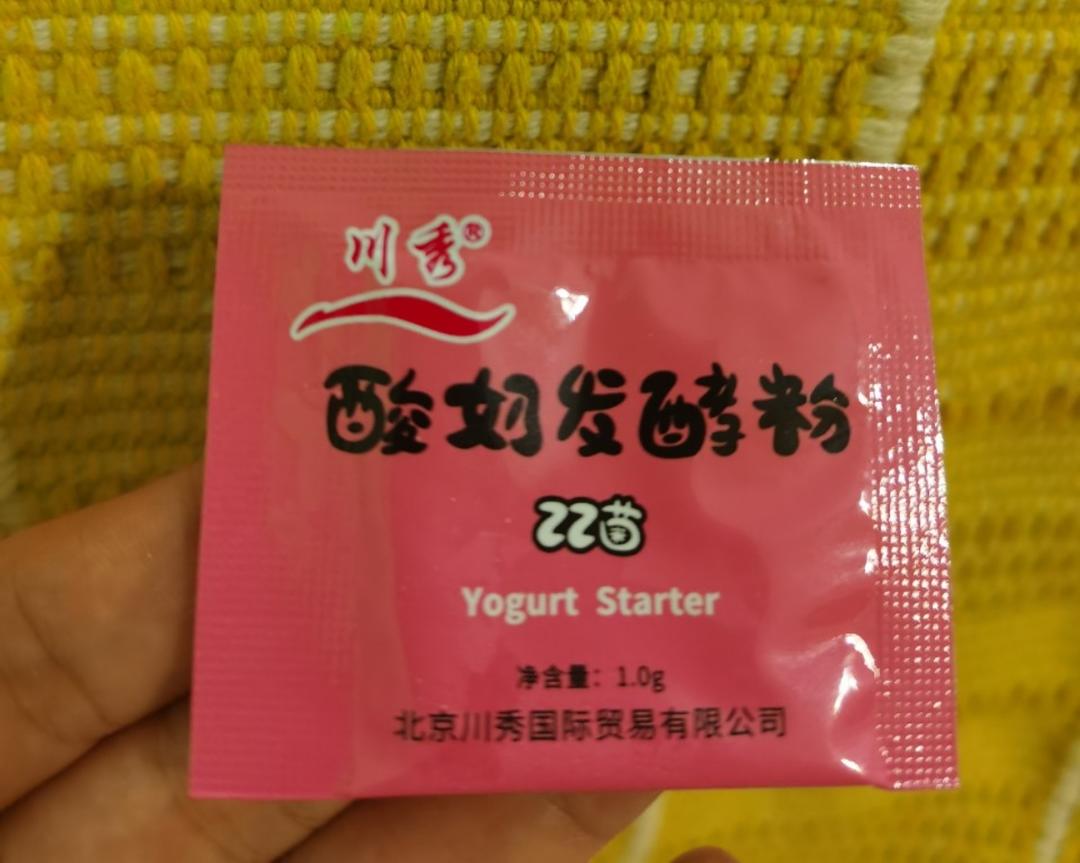 川秀®
酸奶发酵粉
22菌
Yogurt Starter
净含量：1.0g
北京川秀国际贸易有限公司